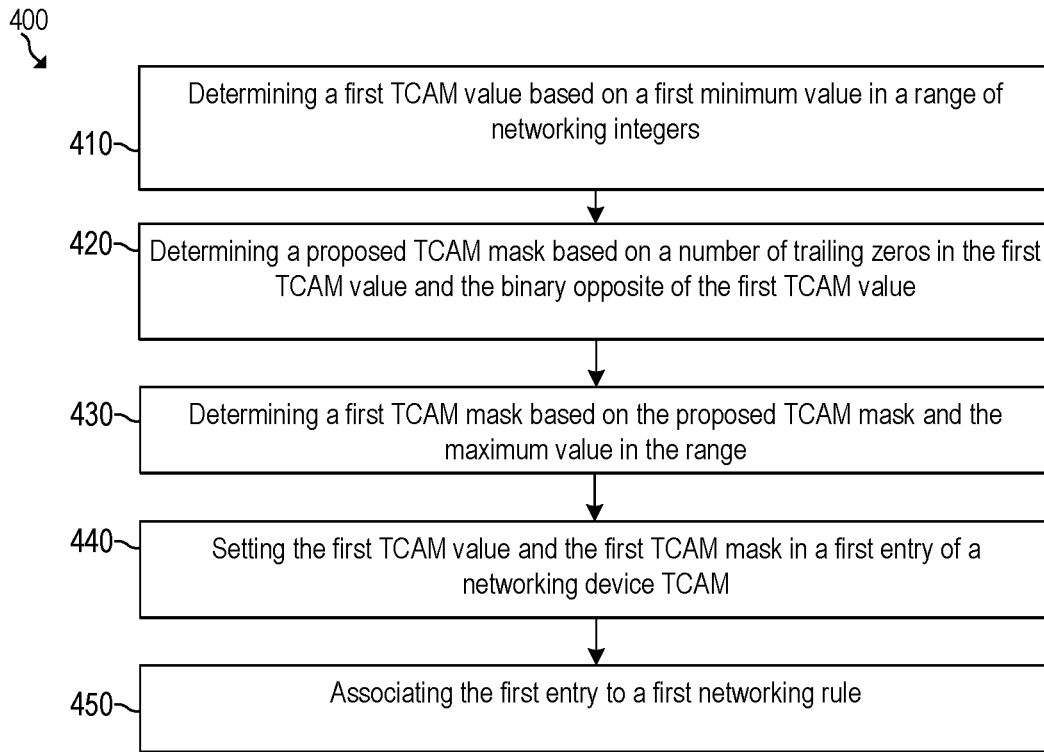 400
Determining a first TCAM value based on a first minimum value in a range of
networking integers
410
420
Determining a proposed TCAM mask based on a number of trailing zeros in the first
TCAM value and the binary opposite of the first TCAM value
430
Determining a first TCAM mask based on the proposed TCAM mask and the
maximum value in the range
440
Setting the first TCAM value and the first TCAM mask in a first entry of a
networking device TCAM
450
Associating the first entry to a first networking rule